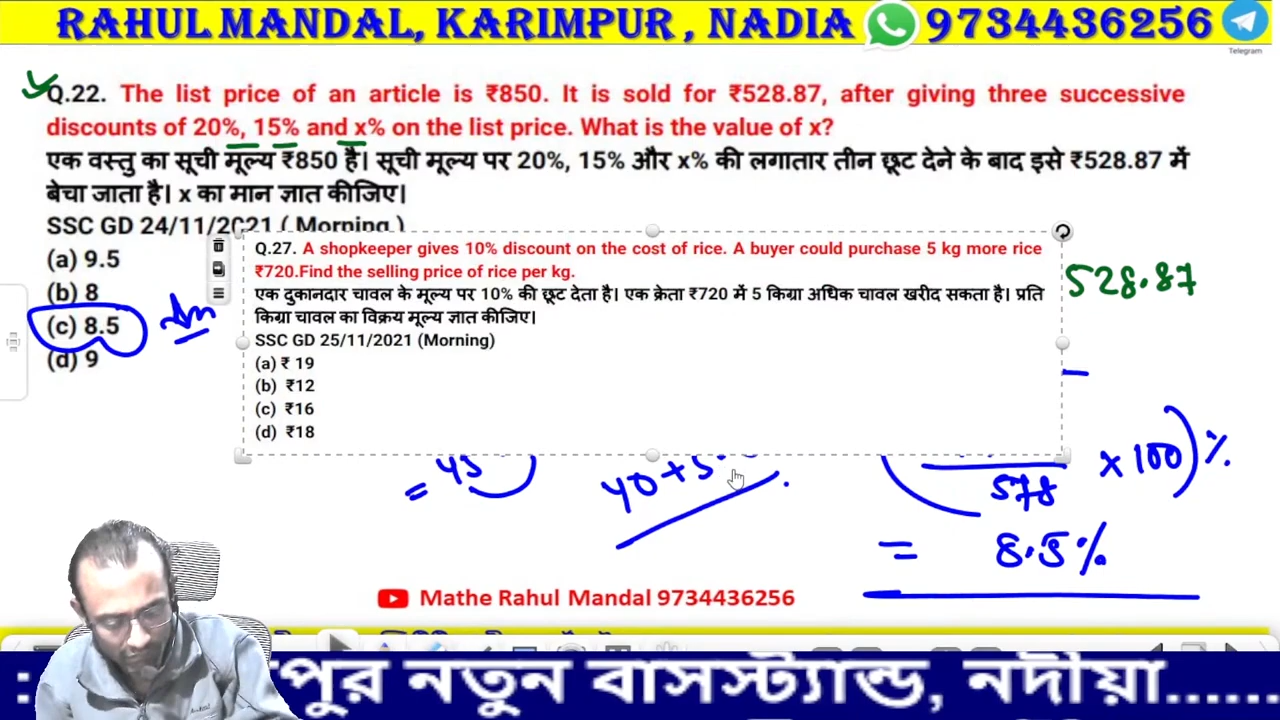 RAHUL MANDAL, KARIMPUR , NADIA 9734436256
Telegram
Q.22. The list price of an article is ₹850. It is sold for ₹528.87, after giving three successive
discounts of 20%, 15% and x% on the list price. What is the value of x?
एक वस्तु का सूची मूल्य ₹850 है। सूची मूल्य पर 20%, 15% और x% की लगातार तीन छूट देने के बाद इसे ₹528.87 में
बेचा जाता है। x का मान ज्ञात कीजिए।
SSC GD 24/11/2021 ( Morning )
(a) 9.5
(b) 8
(c) 8.5
(d) 9
Ans
Q.27. A shopkeeper gives 10% discount on the cost of rice. A buyer could purchase 5 kg more rice
₹720.Find the selling price of rice per kg.
एक दुकानदार चावल के मूल्य पर 10% की छूट देता है। एक क्रेता ₹720 में 5 किग्रा अधिक चावल खरीद सकता है। प्रति
किग्रा चावल का विक्रय मूल्य ज्ञात कीजिए।
SSC GD 25/11/2021 (Morning)
(a) ₹ 19
(b) ₹12
(c) ₹16
(d) ₹18
528.87
= 45
40+5
578 × 100) %
= 8.5%
Mathe Rahul Mandal 9734436256
: পুর নতুন বাসস্ট্যান্ড, নদীয়া......